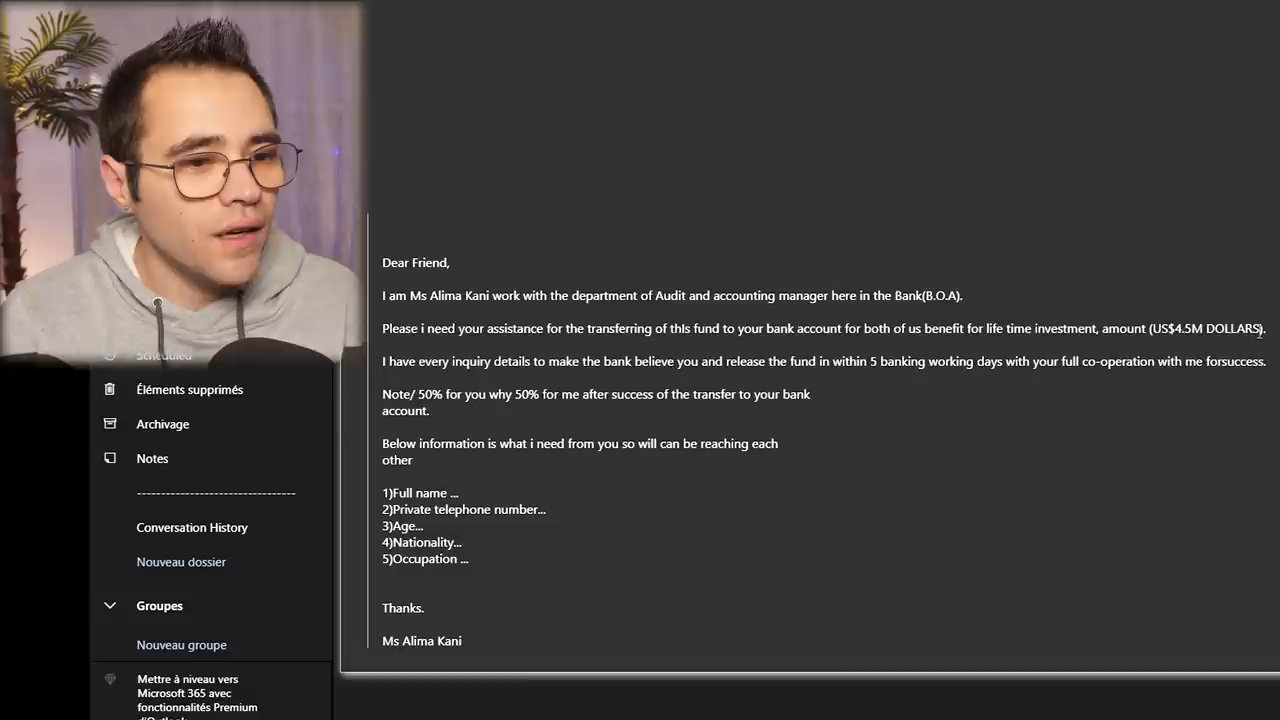 Dear Friend,
I am Ms Alima Kani work with the department of Audit and accounting manager here in the Bank(B.O.A).
Please i need your assistance for the transferring of thIs fund to your bank account for both of us benefit for life time investment, amount (US$4.5M DOLLARS).
I have every inquiry details to make the bank believe you and release the fund in within 5 banking working days with your full co-operation with me forsuccess.
Note/ 50% for you why 50% for me after success of the transfer to your bank
account.
Below information is what i need from you so will can be reaching each
other
1)Full name ...
2)Private telephone number...
3)Age...
4)Nationality...
5)Occupation ...
Thanks.
Ms Alima Kani
Scheduled
Éléments supprimés
Archivage
Notes
--------------------------------
Conversation History
Nouveau dossier
Groupes
Nouveau groupe
Mettre à niveau vers
Microsoft 365 avec
fonctionnalités Premium
d'Outlook